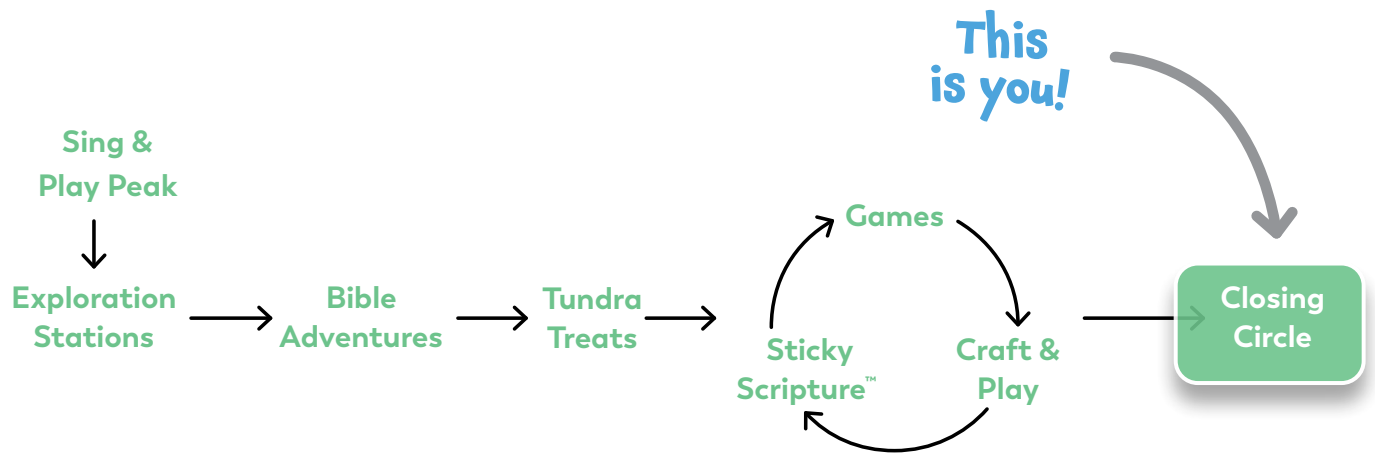 This
is you!
Sing &
Play Peak
Exploration
Stations
Bible
Adventures
Tundra
Treats
Games
Sticky
Scripture™
Craft &
Play
Closing
Circle